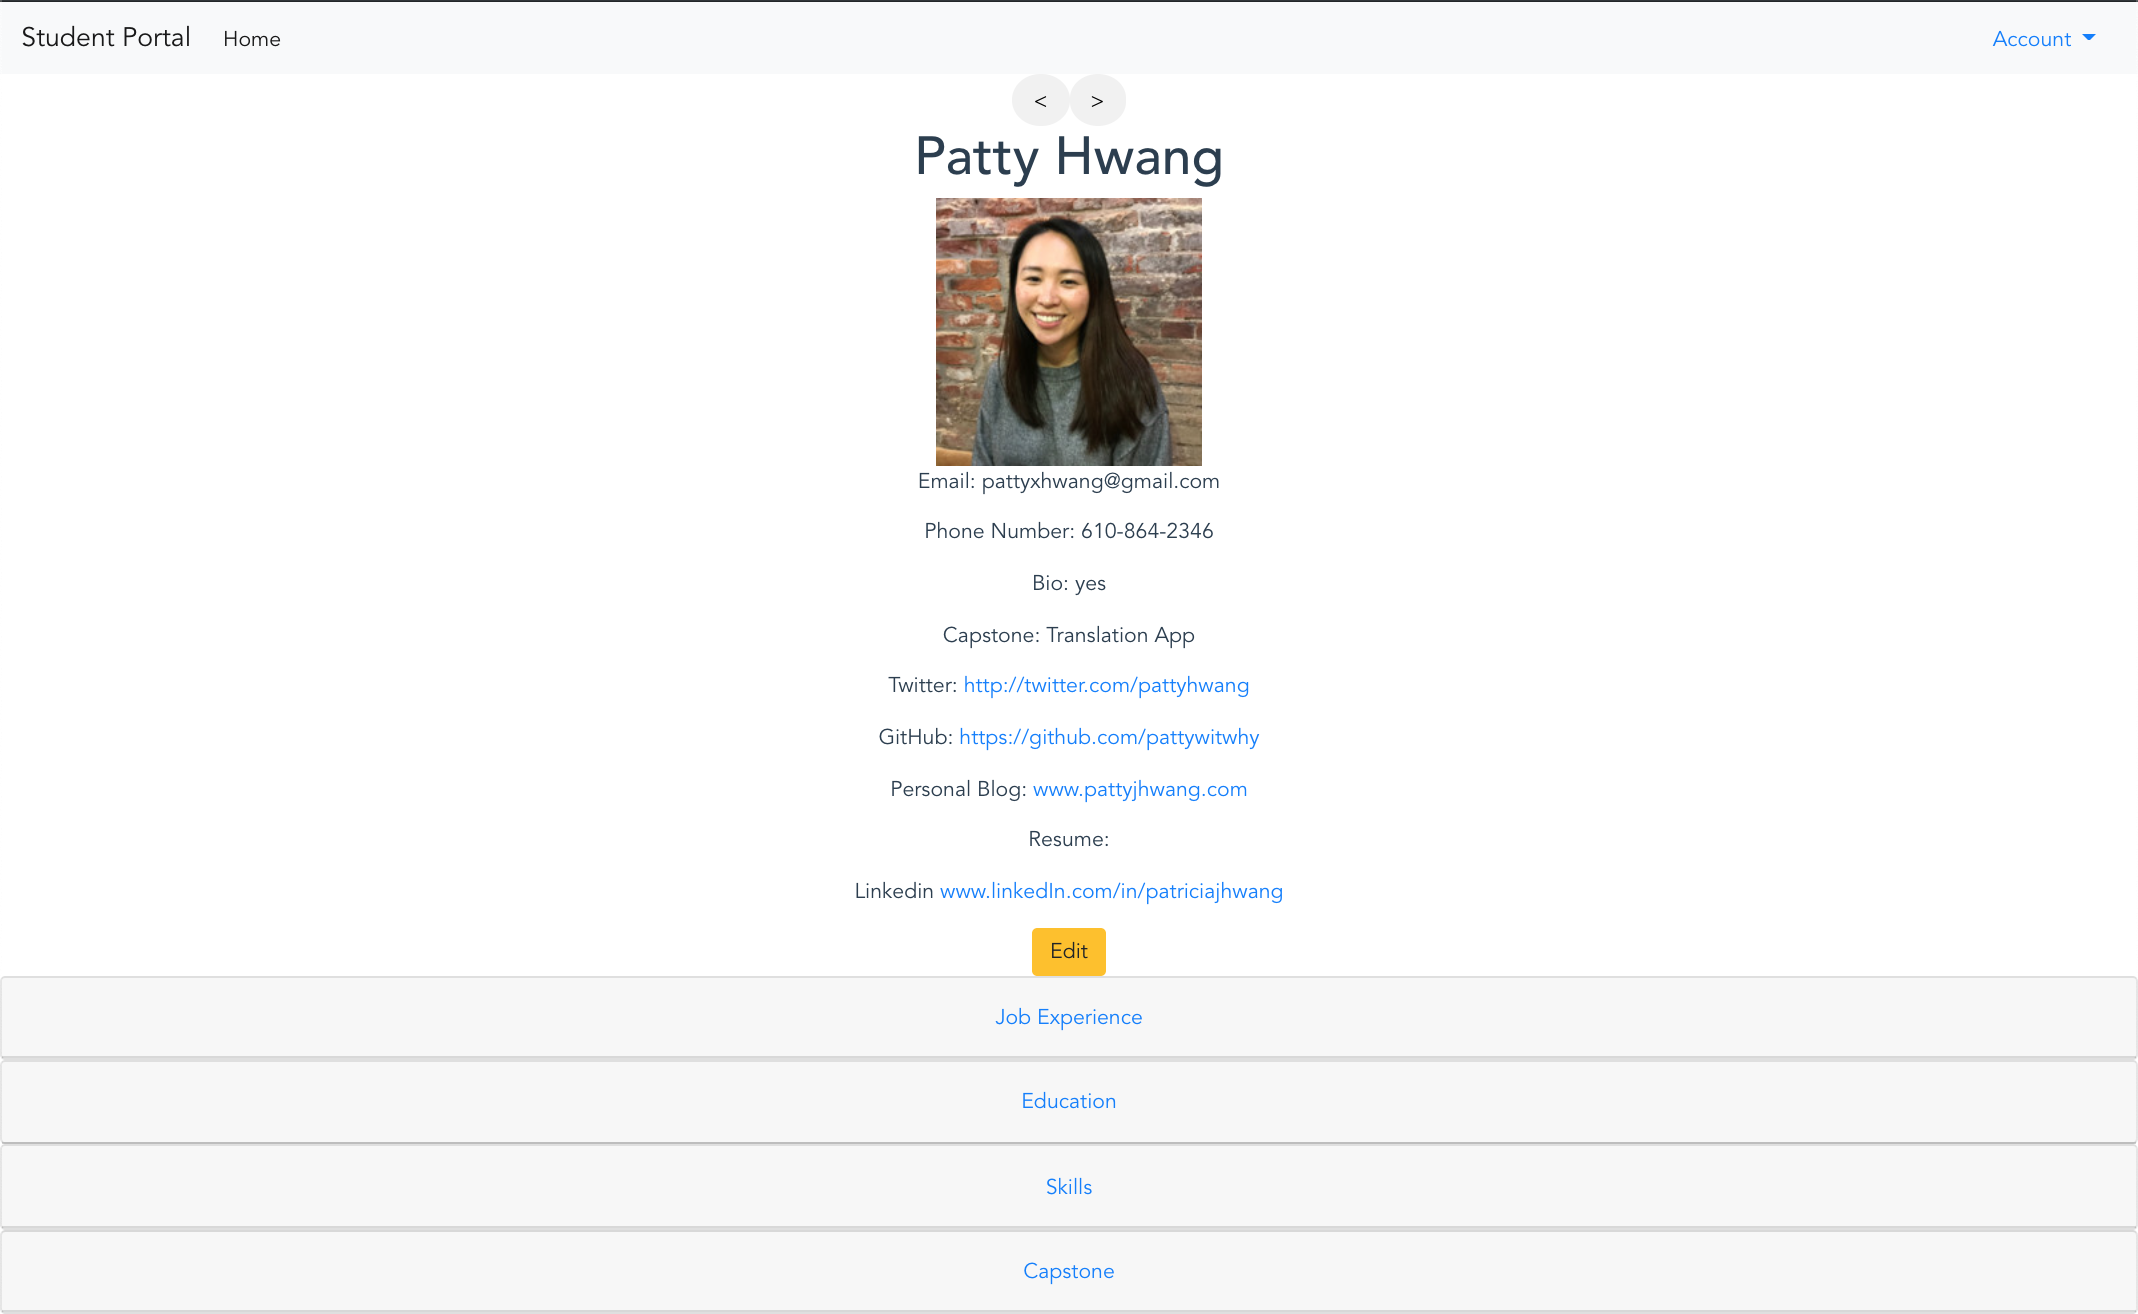 Student Portal Home Account
< >
Patty Hwang
Email: pattyxhwang@gmail.com
Phone Number: 610-864-2346
Bio: yes
Capstone: Translation App
Twitter: http://twitter.com/pattyhwang
GitHub: https://github.com/pattywitwhy
Personal Blog: www.pattyjhwang.com
Resume:
Linkedin www.linkedIn.com/in/patriciajhwang
Edit
Job Experience
Education
Skills
Capstone